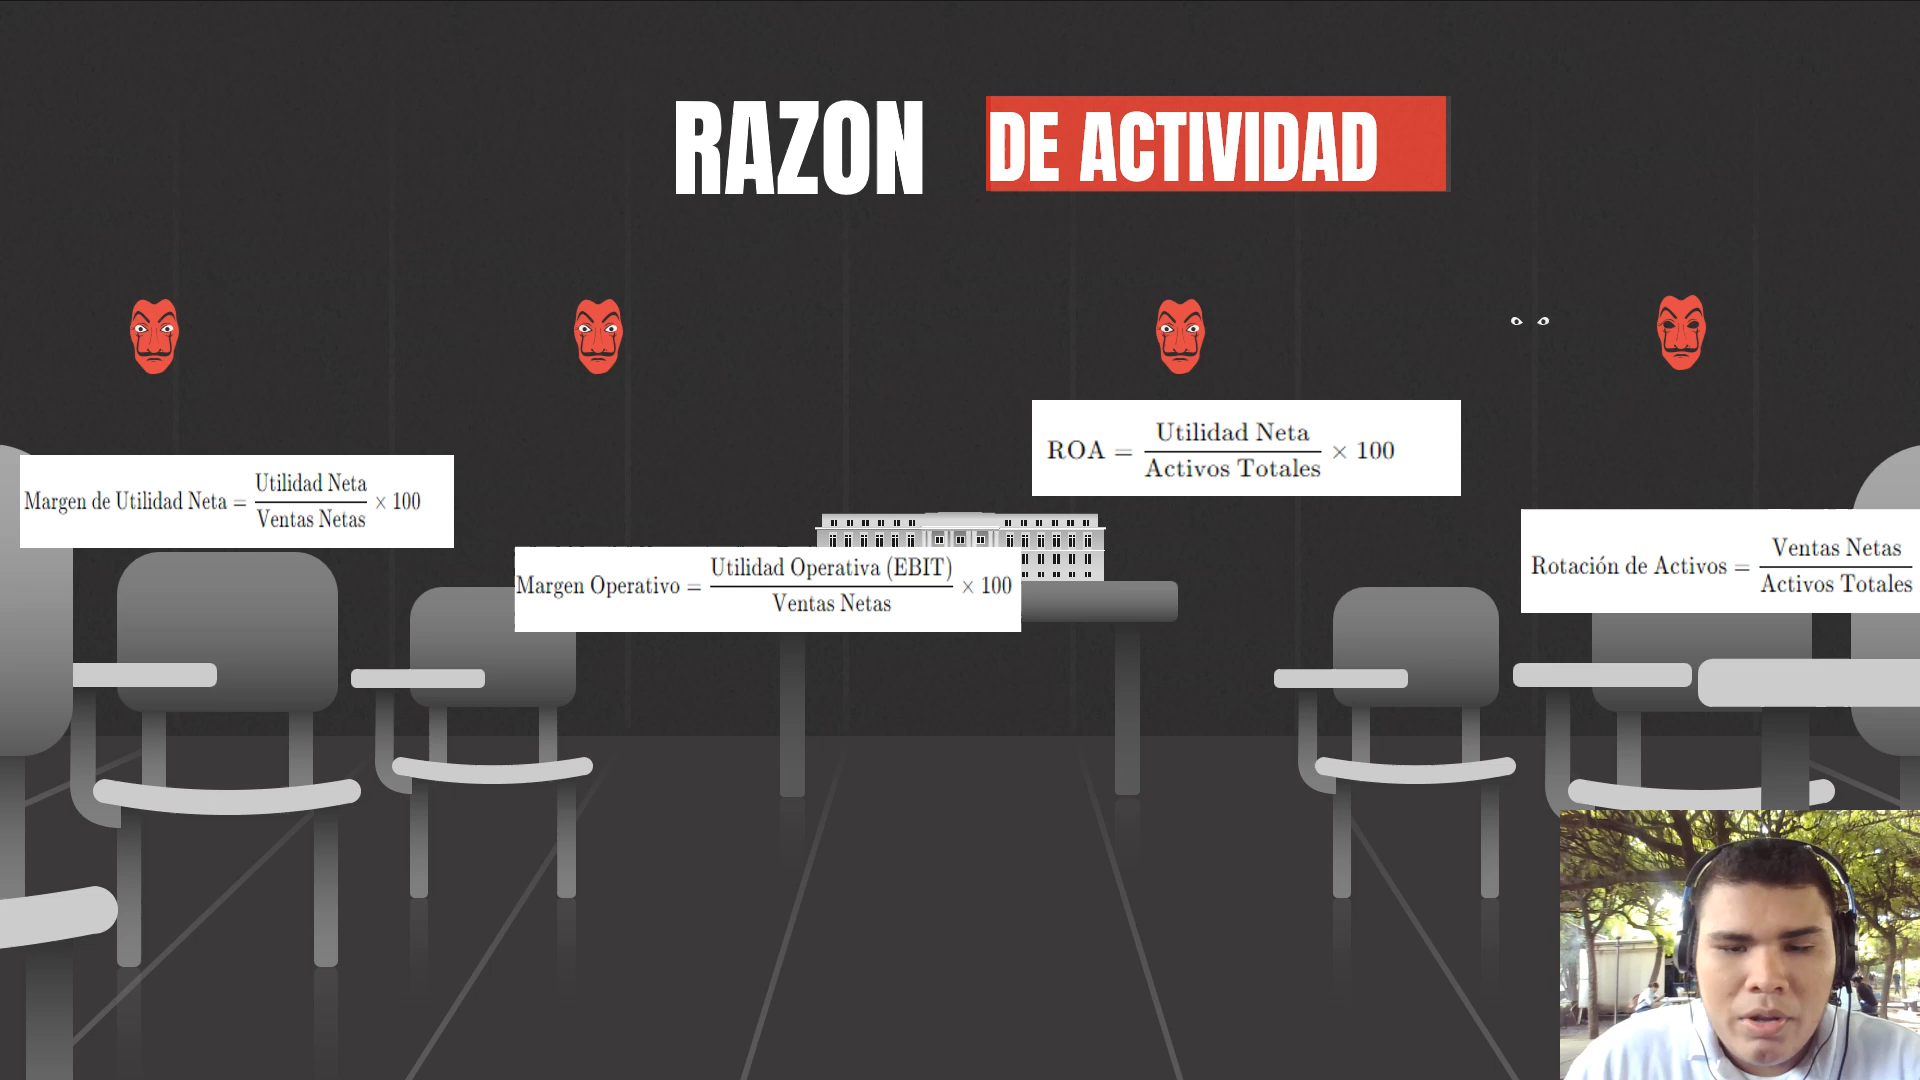 RAZON DE ACTIVIDAD
ROA = Utilidad Neta / Activos Totales × 100
Margen de Utilidad Neta = Utilidad Neta / Ventas Netas × 100
Margen Operativo = Utilidad Operativa (EBIT) / Ventas Netas × 100
Rotación de Activos = Ventas Netas / Activos Totales